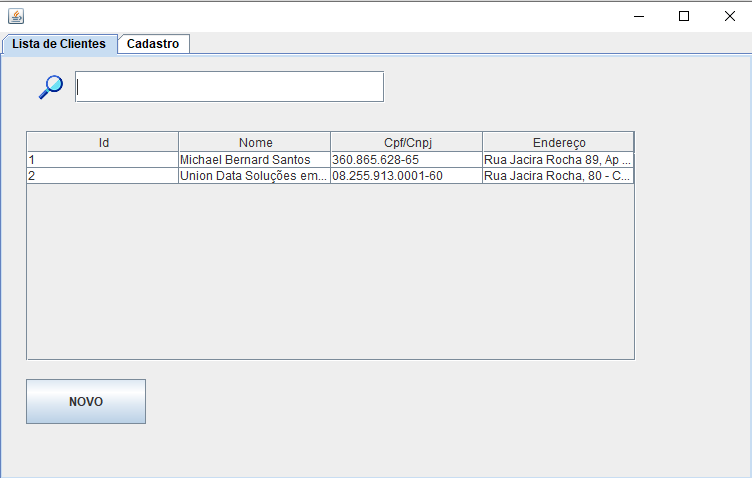 Lista de Clientes Cadastro
Id Nome Cpf/Cnpj Endereço
1 Michael Bernard Santos 360.865.628-65 Rua Jacira Rocha 89, Ap ...
2 Union Data Soluções em... 08.255.913.0001-60 Rua Jacira Rocha, 80 - C...
NOVO